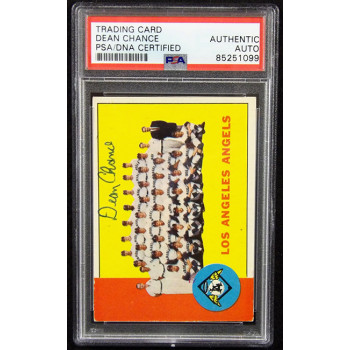 TRADING CARD
DEAN CHANCE
PSA/DNA CERTIFIED
PSA
AUTHENTIC
AUTO
85251099
Dean Chance
LOS ANGELES ANGELS